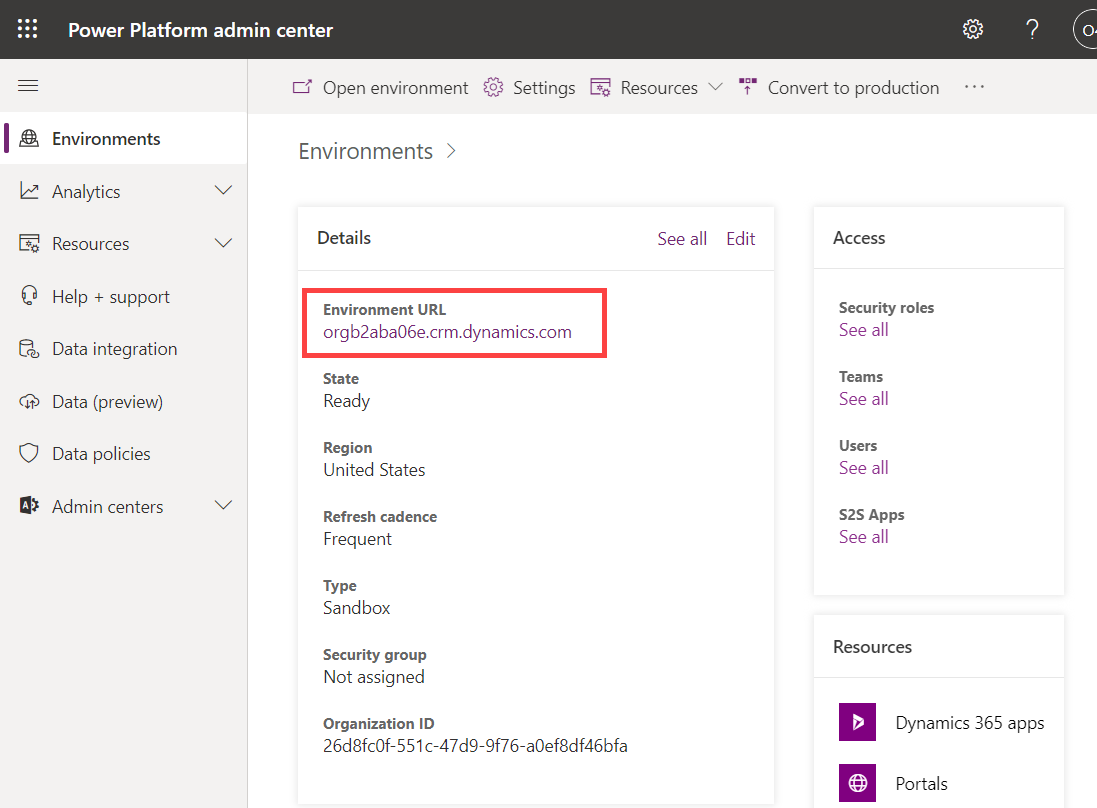 Power Platform admin center
? O
Open environment Settings Resources Convert to production ...
Environments
Analytics
Resources
Help + support
Data integration
Data (preview)
Data policies
Admin centers
Environments >
Details See all Edit
Environment URL
orgb2aba06e.crm.dynamics.com
State
Ready
Region
United States
Refresh cadence
Frequent
Type
Sandbox
Security group
Not assigned
Organization ID
26d8fc0f-551c-47d9-9f76-a0ef8df46bfa
Access
Security roles
See all
Teams
See all
Users
See all
S2S Apps
See all
Resources
Dynamics 365 apps
Portals